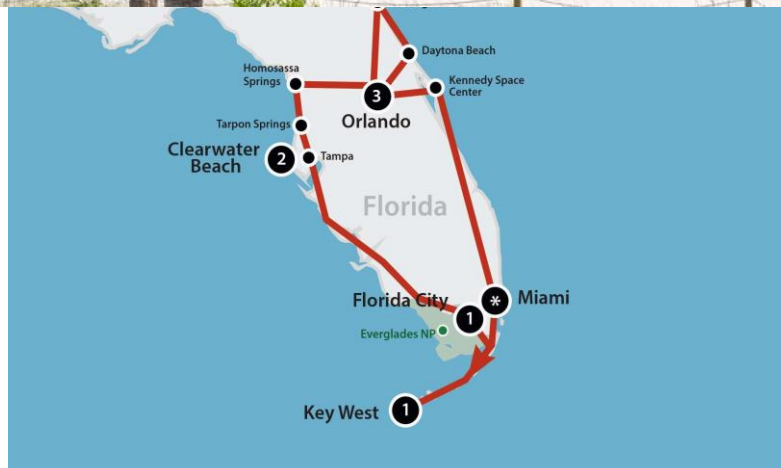 Daytona Beach
Homosassa
Springs
Kennedy Space
Center
3
Orlando
Tarpon Springs
Clearwater
Beach
2
Tampa
Florida
Florida City
1
*
Miami
Everglades NP
Key West
1